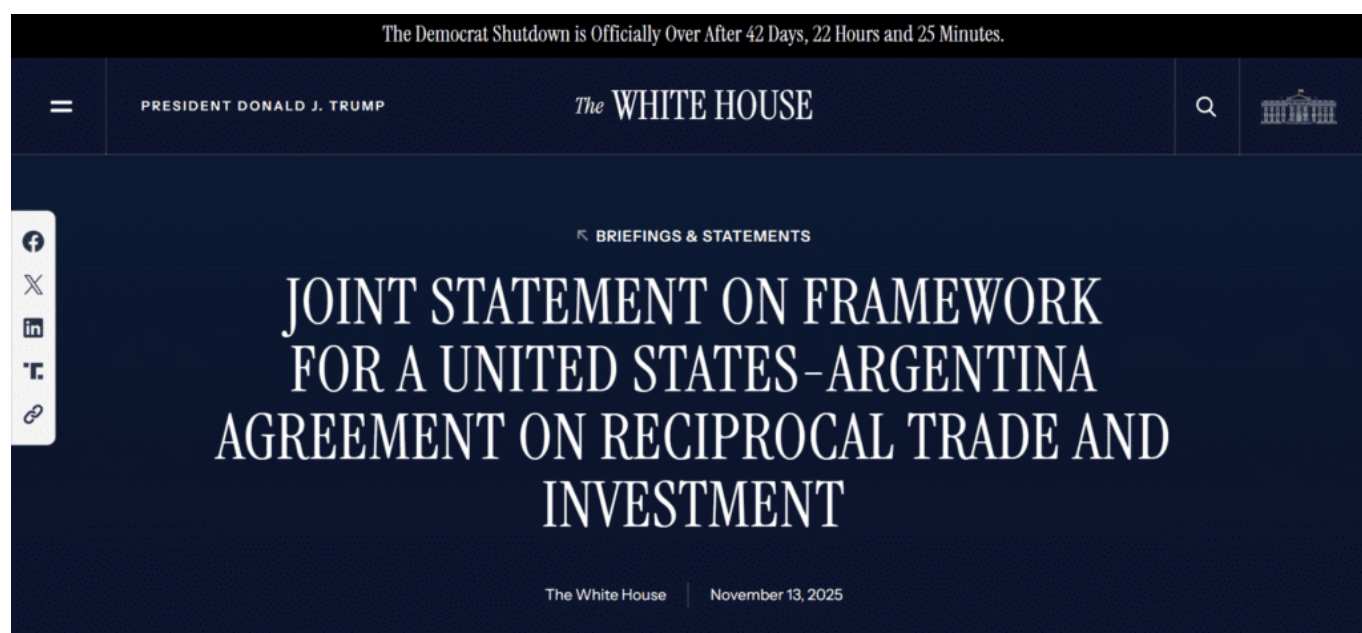 The Democrat Shutdown is Officially Over After 42 Days, 22 Hours and 25 Minutes.
PRESIDENT DONALD J. TRUMP
The WHITE HOUSE
BRIEFINGS & STATEMENTS
JOINT STATEMENT ON FRAMEWORK
FOR A UNITED STATES–ARGENTINA
AGREEMENT ON RECIPROCAL TRADE AND
INVESTMENT
The White House
November 13, 2025